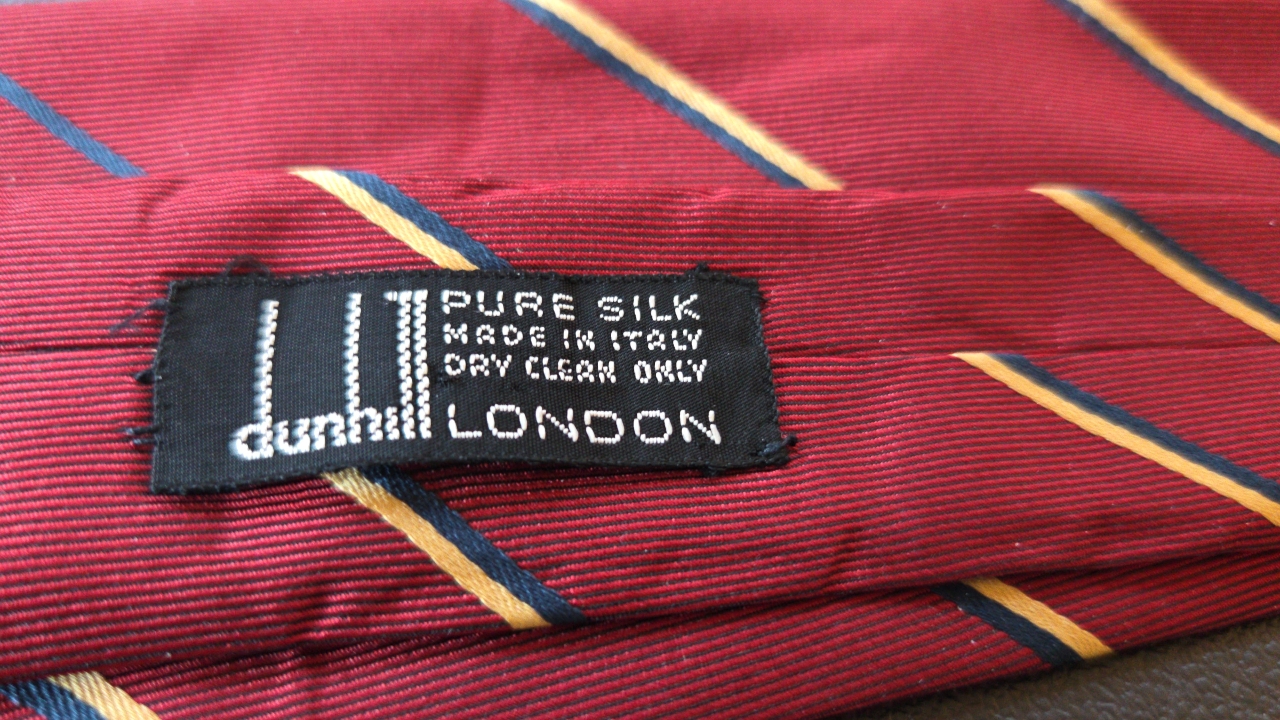 dunhill
PURE SILK
MADE IN ITALY
DRY CLEAN ONLY
LONDON